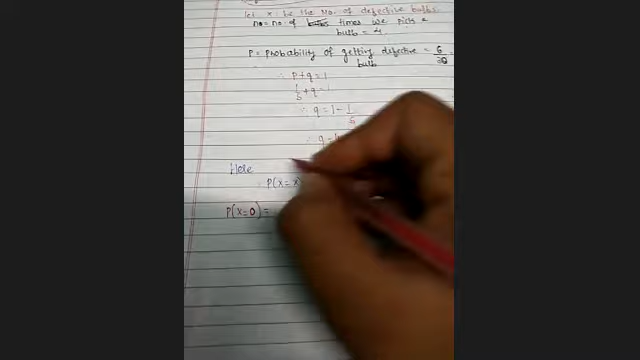 let x be the No. of defective bulbs
no = no of times we pick a
bulb = 4
P = Probability of getting defective = 6
bulb 30
∴ P + q = 1
1/5 + q = 1
∴ q = 1 - 1/5
∴ q =
Here
P(X = x)
P(X = 0) =